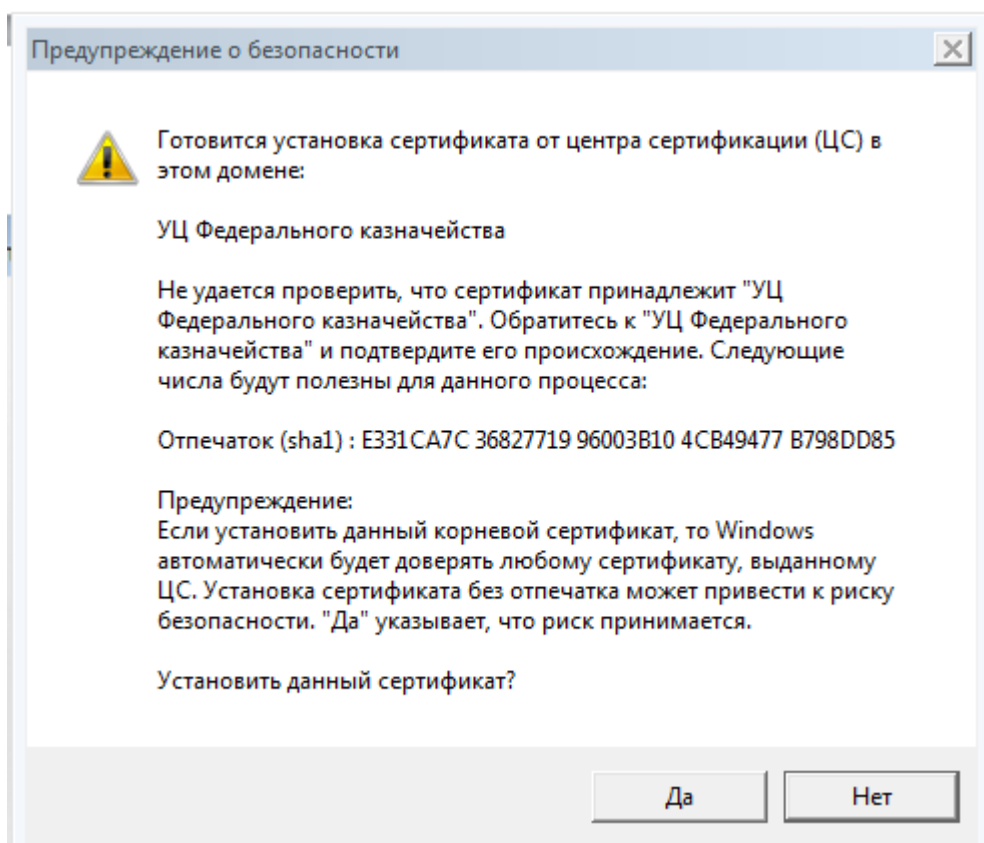 Предупреждение о безопасности
Готовится установка сертификата от центра сертификации (ЦС) в
этом домене:
УЦ Федерального казначейства
Не удается проверить, что сертификат принадлежит "УЦ
Федерального казначейства". Обратитесь к "УЦ Федерального
казначейства" и подтвердите его происхождение. Следующие
числа будут полезны для данного процесса:
Отпечаток (sha1) : E331CA7C 36827719 96003B10 4CB49477 B798DD85
Предупреждение:
Если установить данный корневой сертификат, то Windows
автоматически будет доверять любому сертификату, выданному
ЦС. Установка сертификата без отпечатка может привести к риску
безопасности. "Да" указывает, что риск принимается.
Установить данный сертификат?
Да
Нет